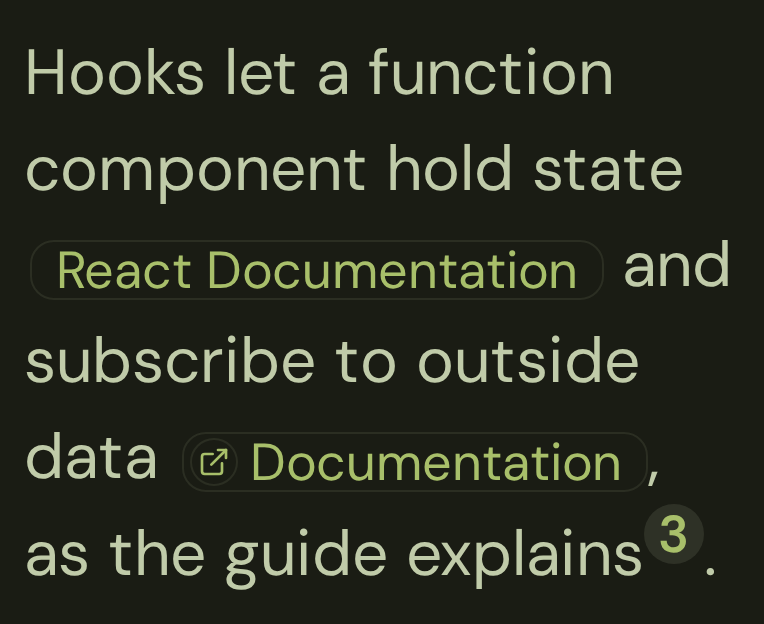 Hooks let a function
component hold state
React Documentation and
subscribe to outside
data Documentation,
as the guide explains3.